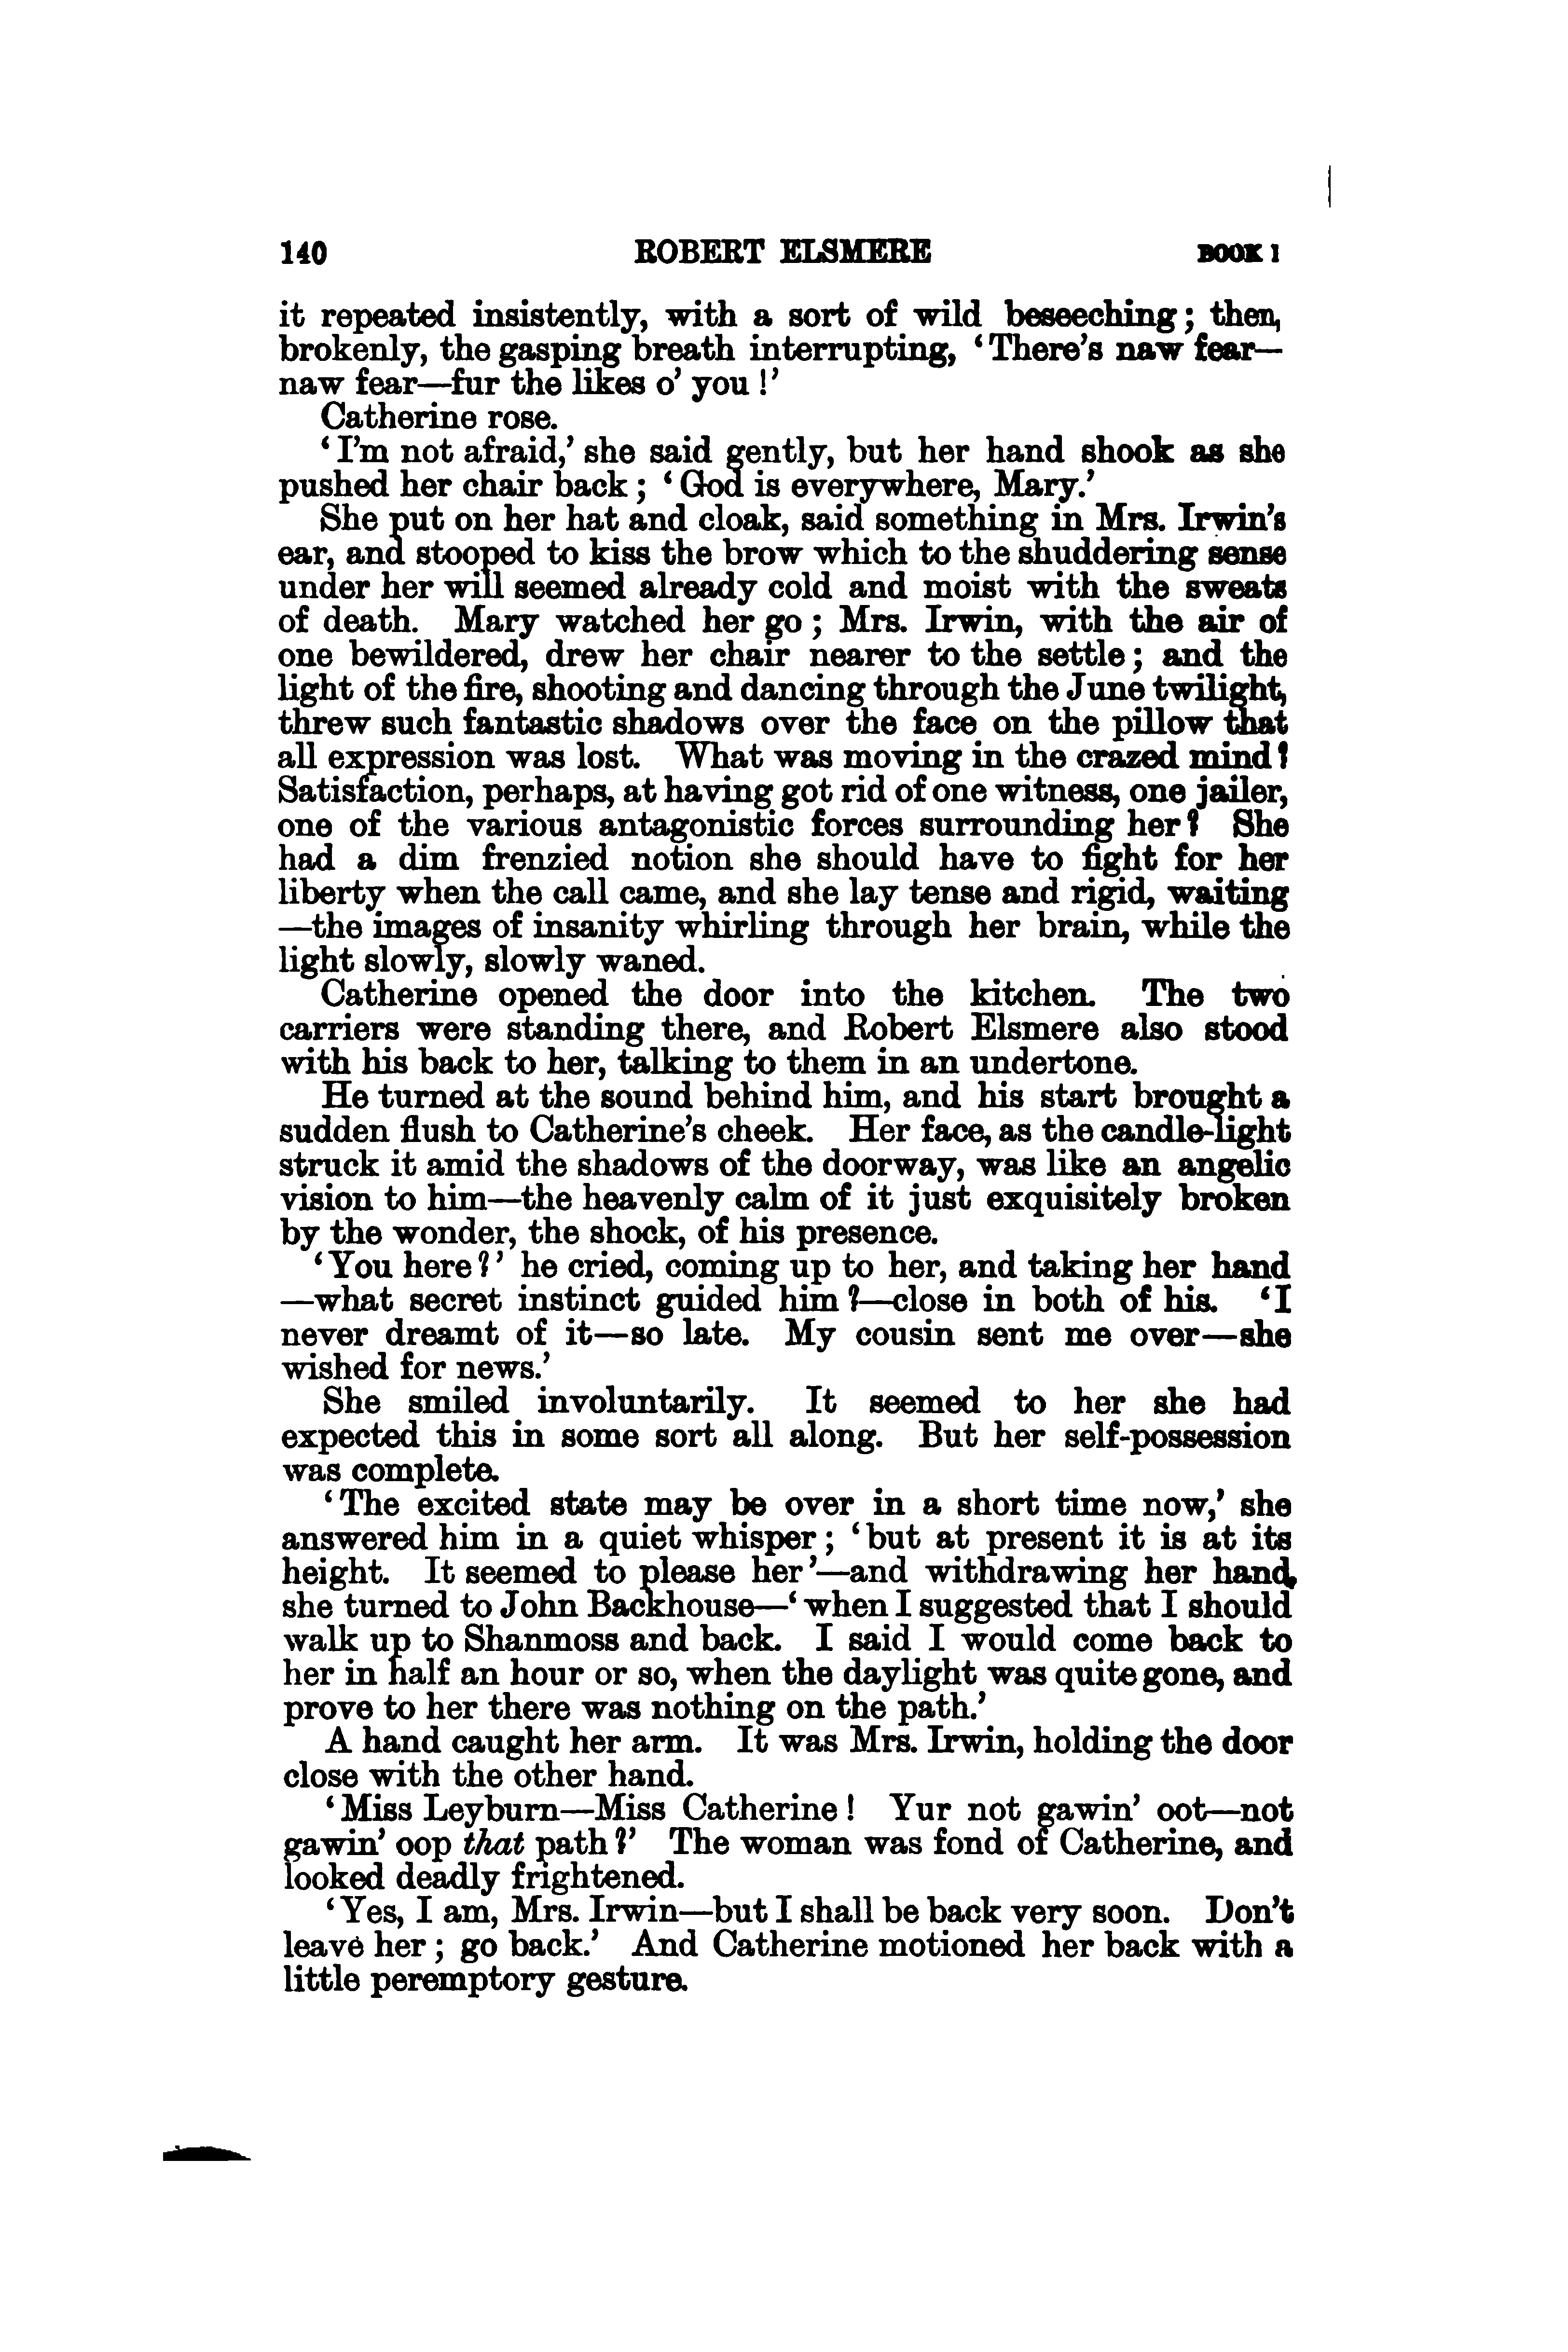 140 ROBERT ELSMERE BOOK I
it repeated insistently, with a sort of wild beseeching; then,
brokenly, the gasping breath interrupting, ‘There’s naw fear—
naw fear—fur the likes o’ you!’
Catherine rose.
‘I’m not afraid,’ she said gently, but her hand shook as she
pushed her chair back; ‘God is everywhere, Mary.’
She put on her hat and cloak, said something in Mrs. Irwin’s
ear, and stooped to kiss the brow which to the shuddering sense
under her will seemed already cold and moist with the sweats
of death. Mary watched her go; Mrs. Irwin, with the air of
one bewildered, drew her chair nearer to the settle; and the
light of the fire, shooting and dancing through the June twilight,
threw such fantastic shadows over the face on the pillow that
all expression was lost. What was moving in the crazed mind?
Satisfaction, perhaps, at having got rid of one witness, one jailer,
one of the various antagonistic forces surrounding her? She
had a dim frenzied notion she should have to fight for her
liberty when the call came, and she lay tense and rigid, waiting
—the images of insanity whirling through her brain, while the
light slowly, slowly waned.
Catherine opened the door into the kitchen. The two
carriers were standing there, and Robert Elsmere also stood
with his back to her, talking to them in an undertone.
He turned at the sound behind him, and his start brought a
sudden flush to Catherine’s cheek. Her face, as the candle-light
struck it amid the shadows of the doorway, was like an angelic
vision to him—the heavenly calm of it just exquisitely broken
by the wonder, the shock, of his presence.
‘You here?’ he cried, coming up to her, and taking her hand
—what secret instinct guided him?—close in both of his. ‘I
never dreamt of it—so late. My cousin sent me over—she
wished for news.’
She smiled involuntarily. It seemed to her she had
expected this in some sort all along. But her self-possession
was complete.
‘The excited state may be over in a short time now,’ she
answered him in a quiet whisper; ‘but at present it is at its
height. It seemed to please her’—and withdrawing her hand,
she turned to John Backhouse—‘when I suggested that I should
walk up to Shanmoss and back. I said I would come back to
her in half an hour or so, when the daylight was quite gone, and
prove to her there was nothing on the path.’
A hand caught her arm. It was Mrs. Irwin, holding the door
close with the other hand.
‘Miss Leyburn—Miss Catherine! Yur not gawin’ oot—not
gawin’ oop that path?’ The woman was fond of Catherine, and
looked deadly frightened.
‘Yes, I am, Mrs. Irwin—but I shall be back very soon. Don’t
leave her; go back.’ And Catherine motioned her back with a
little peremptory gesture.